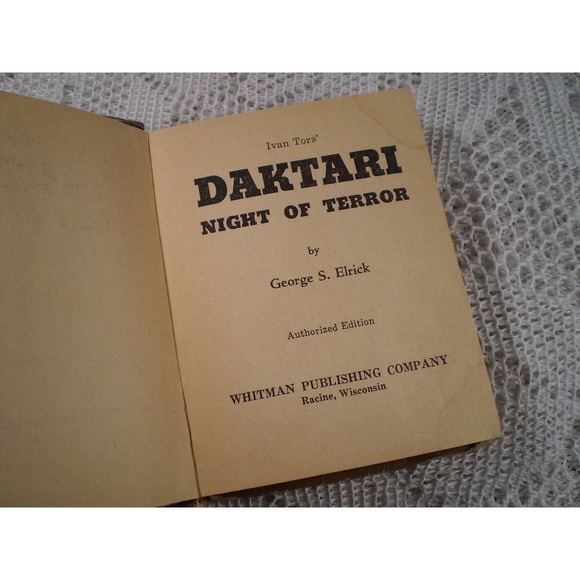 Ivan Tors'
DAKTARI
NIGHT OF TERROR
by
George S. Elrick
Authorized Edition
WHITMAN PUBLISHING COMPANY
Racine, Wisconsin